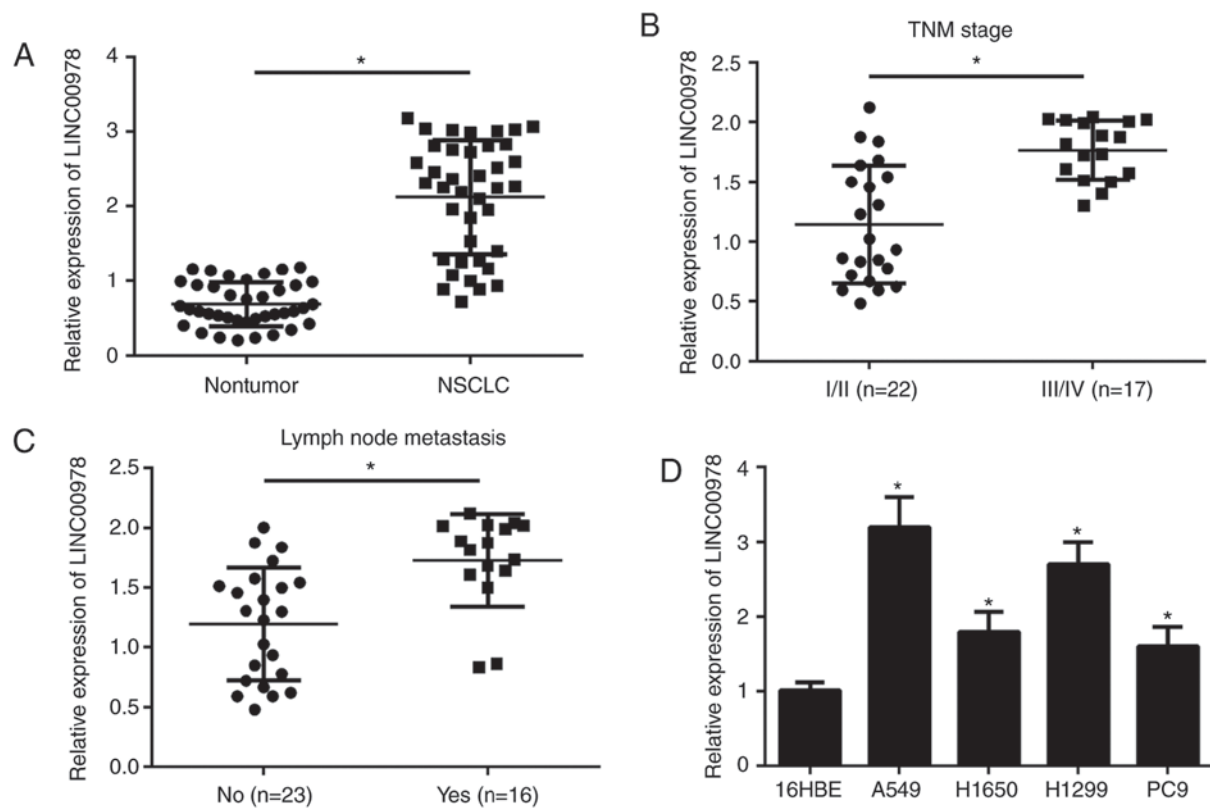 A
Relative expression of LINC00978
4
3
2
1
0
*
Nontumor
NSCLC
B
TNM stage
Relative expression of LINC00978
2.5
2.0
1.5
1.0
0.5
0.0
*
I/II (n=22)
III/IV (n=17)
C
Lymph node metastasis
Relative expression of LINC00978
2.5
2.0
1.5
1.0
0.5
0.0
*
No (n=23)
Yes (n=16)
D
Relative expression of LINC00978
4
3
2
1
0
*
*
*
*
16HBE
A549
H1650
H1299
PC9